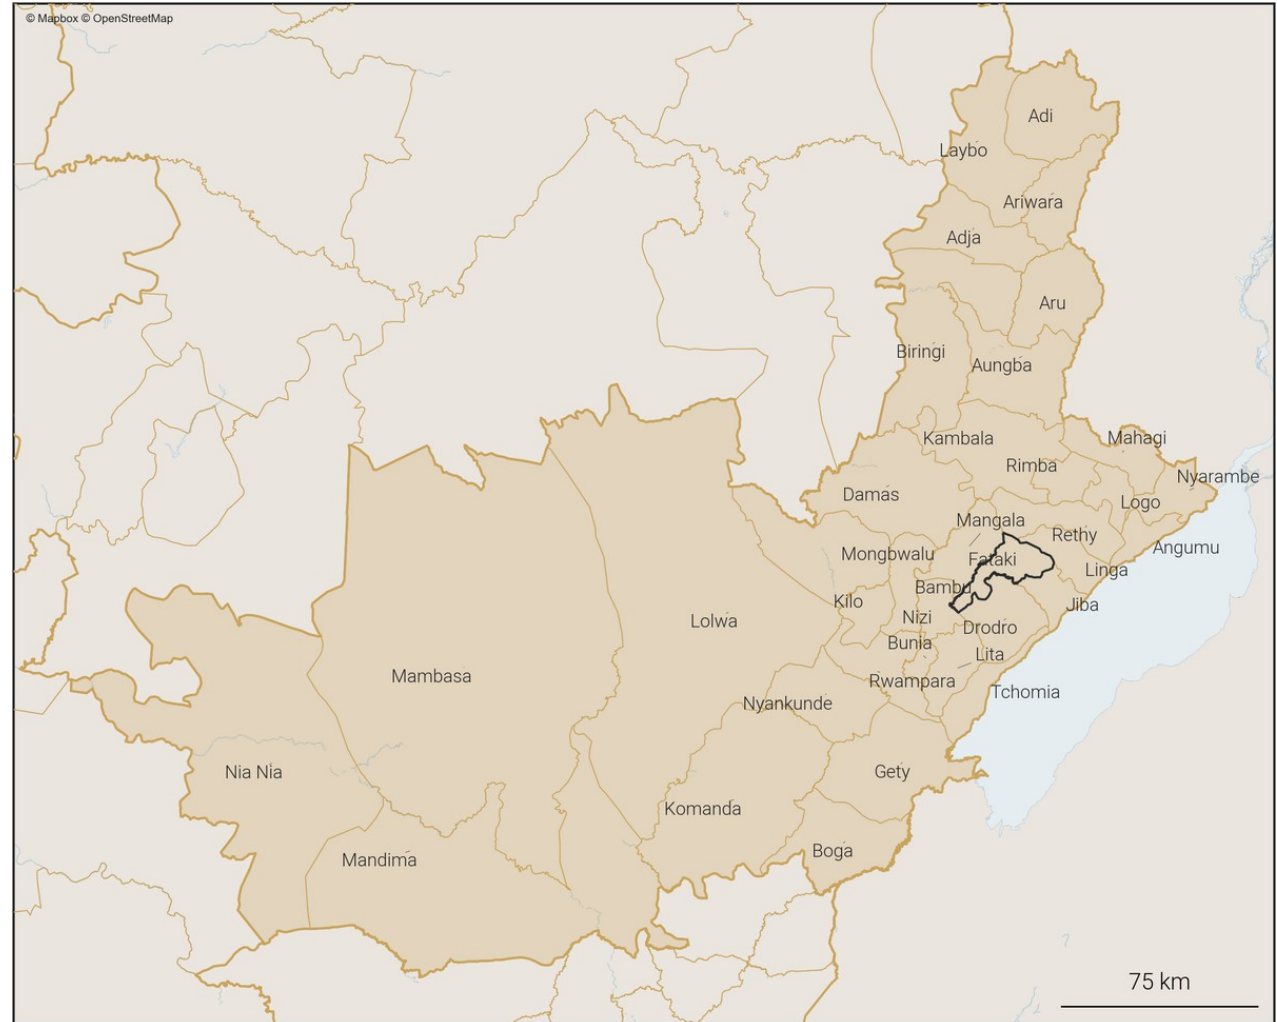 © Mapbox © OpenStreetMap
Adi
Laybo
Ariwara
Adja
Aru
Biringi
Aungba
Kambala
Mahagi
Rimba
Nyarambe
Damas
Logo
Mangala
Rethy
Mongbwalu
Fataki
Angumu
Linga
Bambu
Kilo
Jiba
Nizi
Lolwa
Drodro
Bunia
Lita
Mambasa
Rwampara
Tchomia
Nyankunde
Nia Nia
Gety
Komanda
Boga
Mandima
75 km